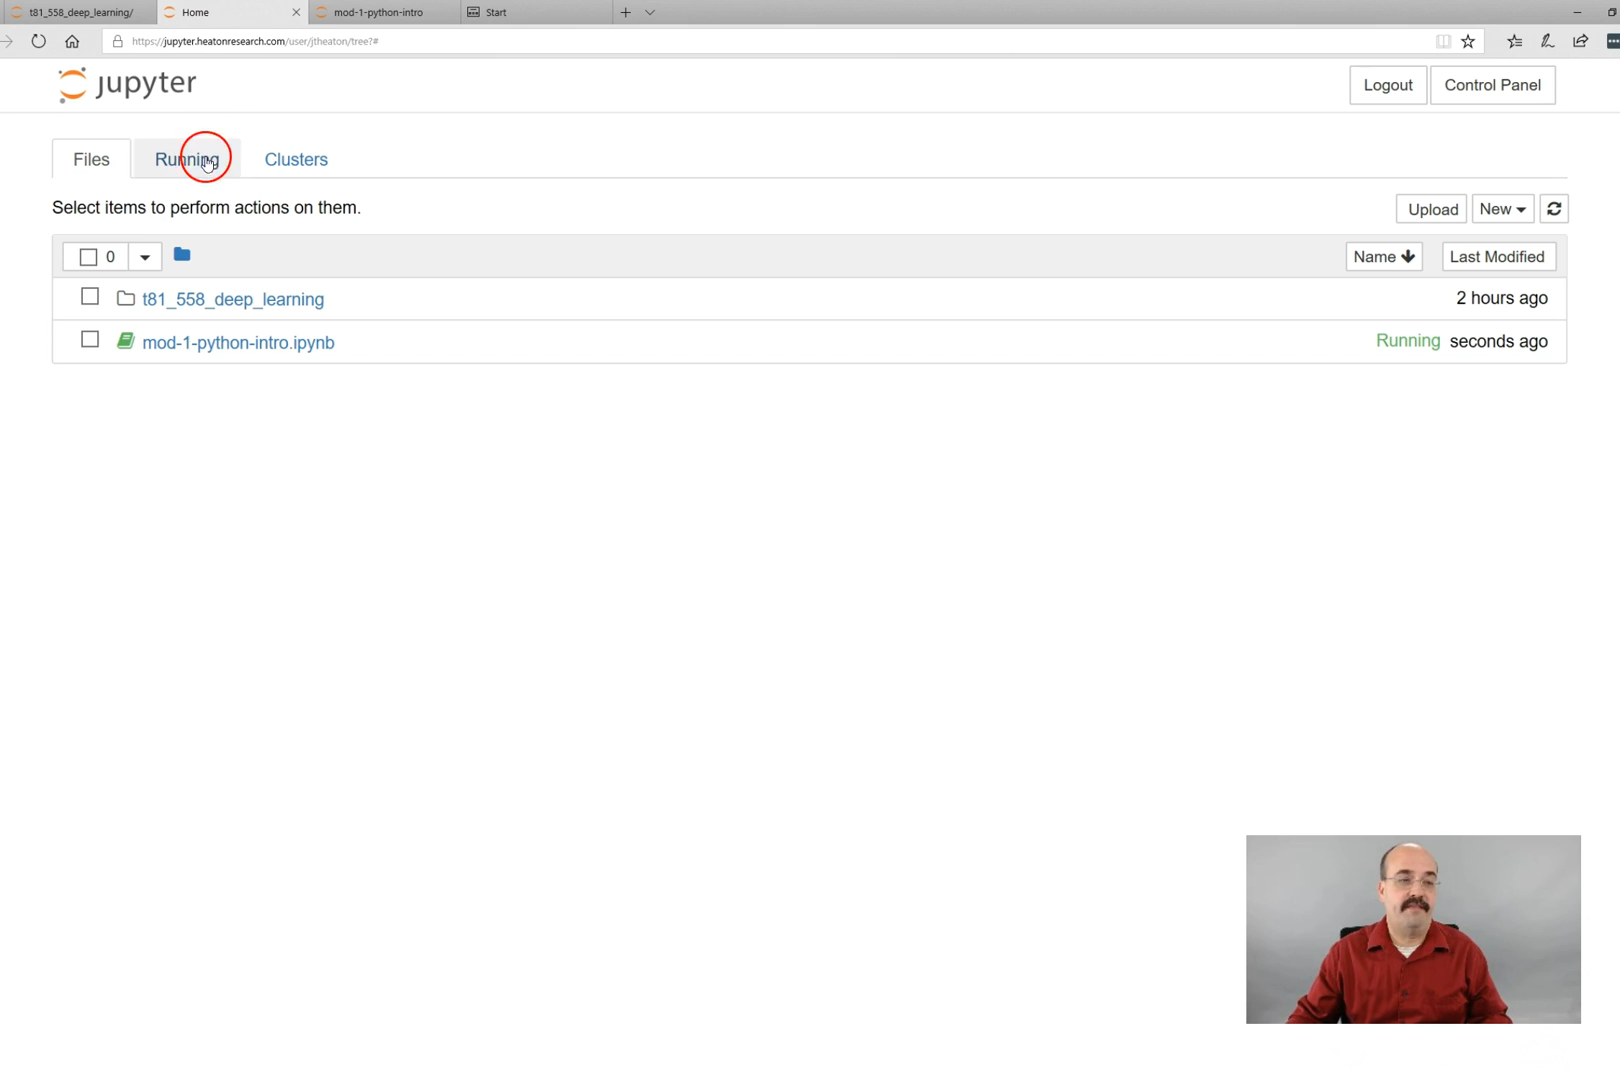 t81_558_deep_learning/
Home
mod-1-python-intro
Start
https://jupyter.heatonresearch.com/user/jtheaton/tree?#
jupyter
Logout
Control Panel
Files
Running
Clusters
Select items to perform actions on them.
Upload
New
0
Name
Last Modified
t81_558_deep_learning
2 hours ago
mod-1-python-intro.ipynb
Running seconds ago